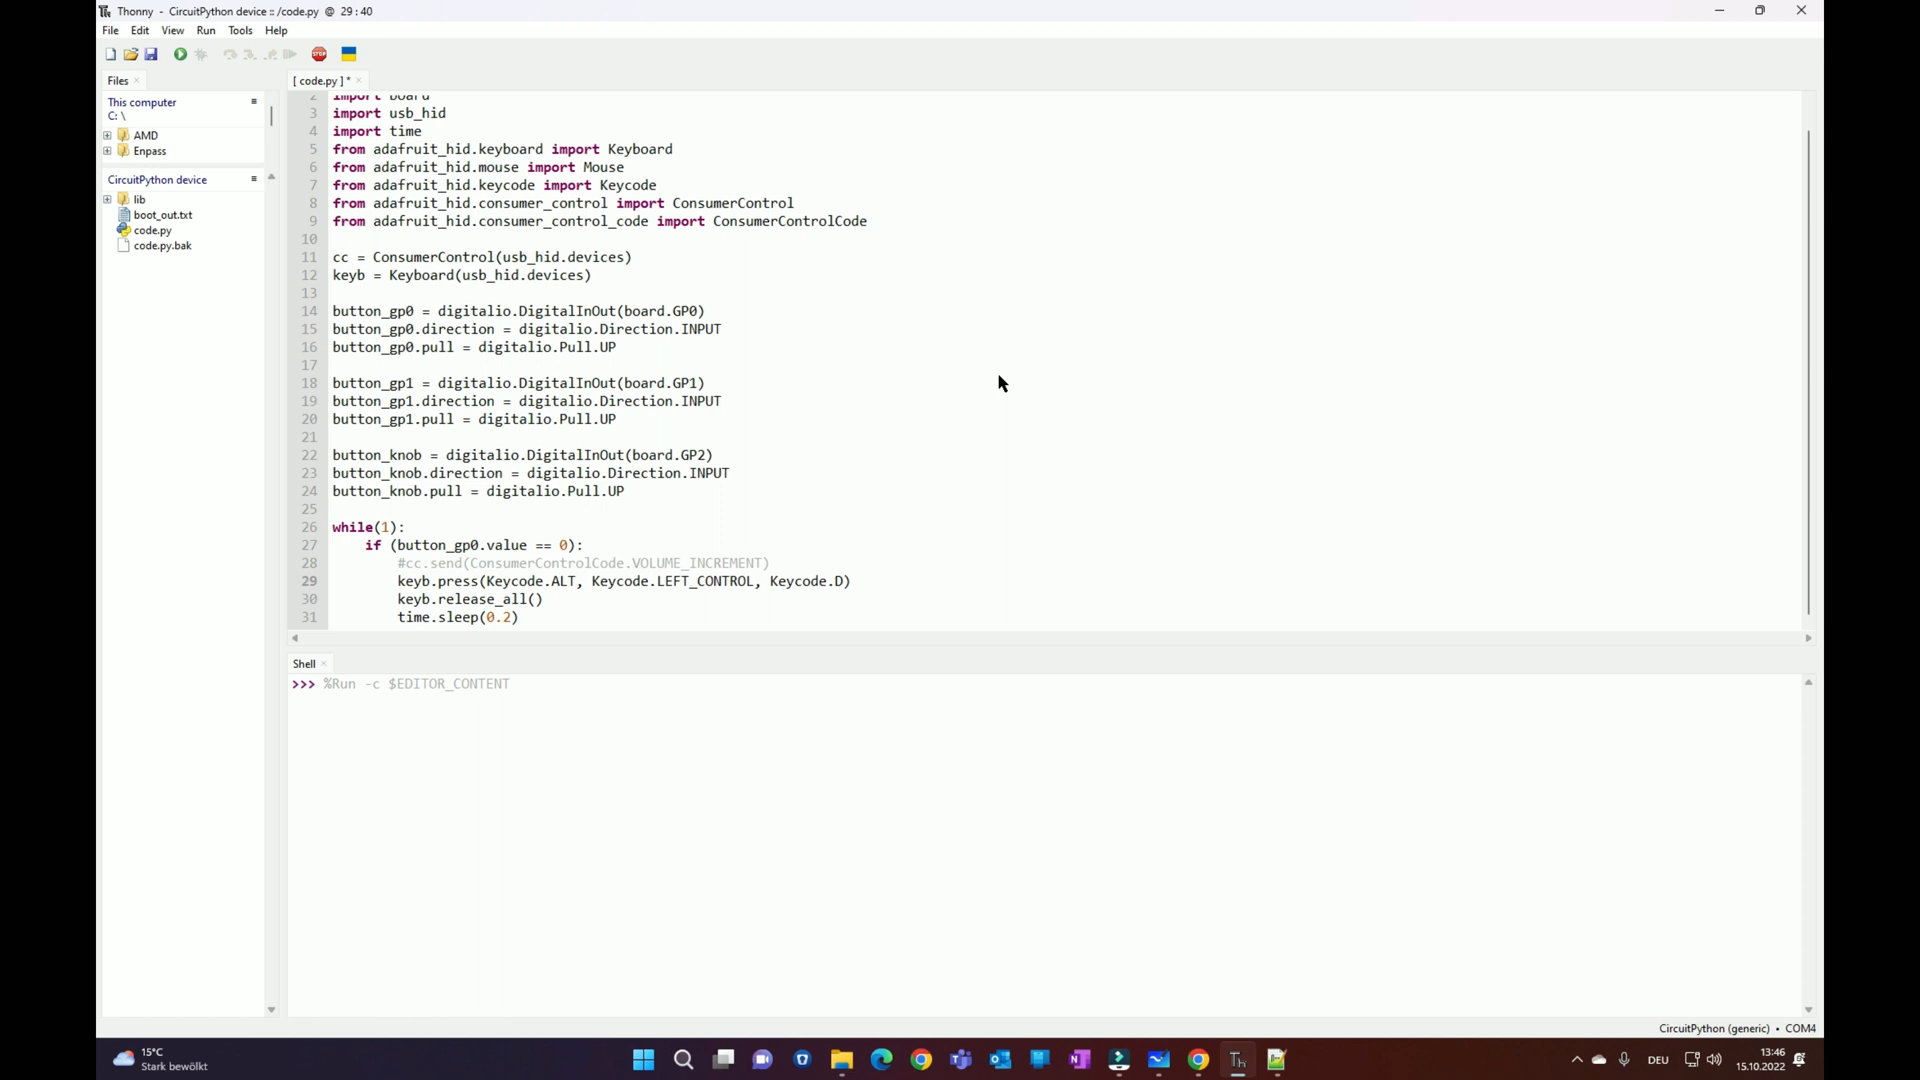 Thonny - CircuitPython device :: /code.py @ 29 : 40
File Edit View Run Tools Help
STOP
Files
This computer
C: \
AMD
Enpass
CircuitPython device
lib
boot_out.txt
code.py
code.py.bak
[ code.py ] *
2 import board
3 import usb_hid
4 import time
5 from adafruit_hid.keyboard import Keyboard
6 from adafruit_hid.mouse import Mouse
7 from adafruit_hid.keycode import Keycode
8 from adafruit_hid.consumer_control import ConsumerControl
9 from adafruit_hid.consumer_control_code import ConsumerControlCode
10
11 cc = ConsumerControl(usb_hid.devices)
12 keyb = Keyboard(usb_hid.devices)
13
14 button_gp0 = digitalio.DigitalInOut(board.GP0)
15 button_gp0.direction = digitalio.Direction.INPUT
16 button_gp0.pull = digitalio.Pull.UP
17
18 button_gp1 = digitalio.DigitalInOut(board.GP1)
19 button_gp1.direction = digitalio.Direction.INPUT
20 button_gp1.pull = digitalio.Pull.UP
21
22 button_knob = digitalio.DigitalInOut(board.GP2)
23 button_knob.direction = digitalio.Direction.INPUT
24 button_knob.pull = digitalio.Pull.UP
25
26 while(1):
27 if (button_gp0.value == 0):
28 #cc.send(ConsumerControlCode.VOLUME_INCREMENT)
29 keyb.press(Keycode.ALT, Keycode.LEFT_CONTROL, Keycode.D)
30 keyb.release_all()
31 time.sleep(0.2)
Shell
>>> %Run -c $EDITOR_CONTENT
CircuitPython (generic) • COM4
15°C
Stark bewölkt
DEU
13:46
15.10.2022